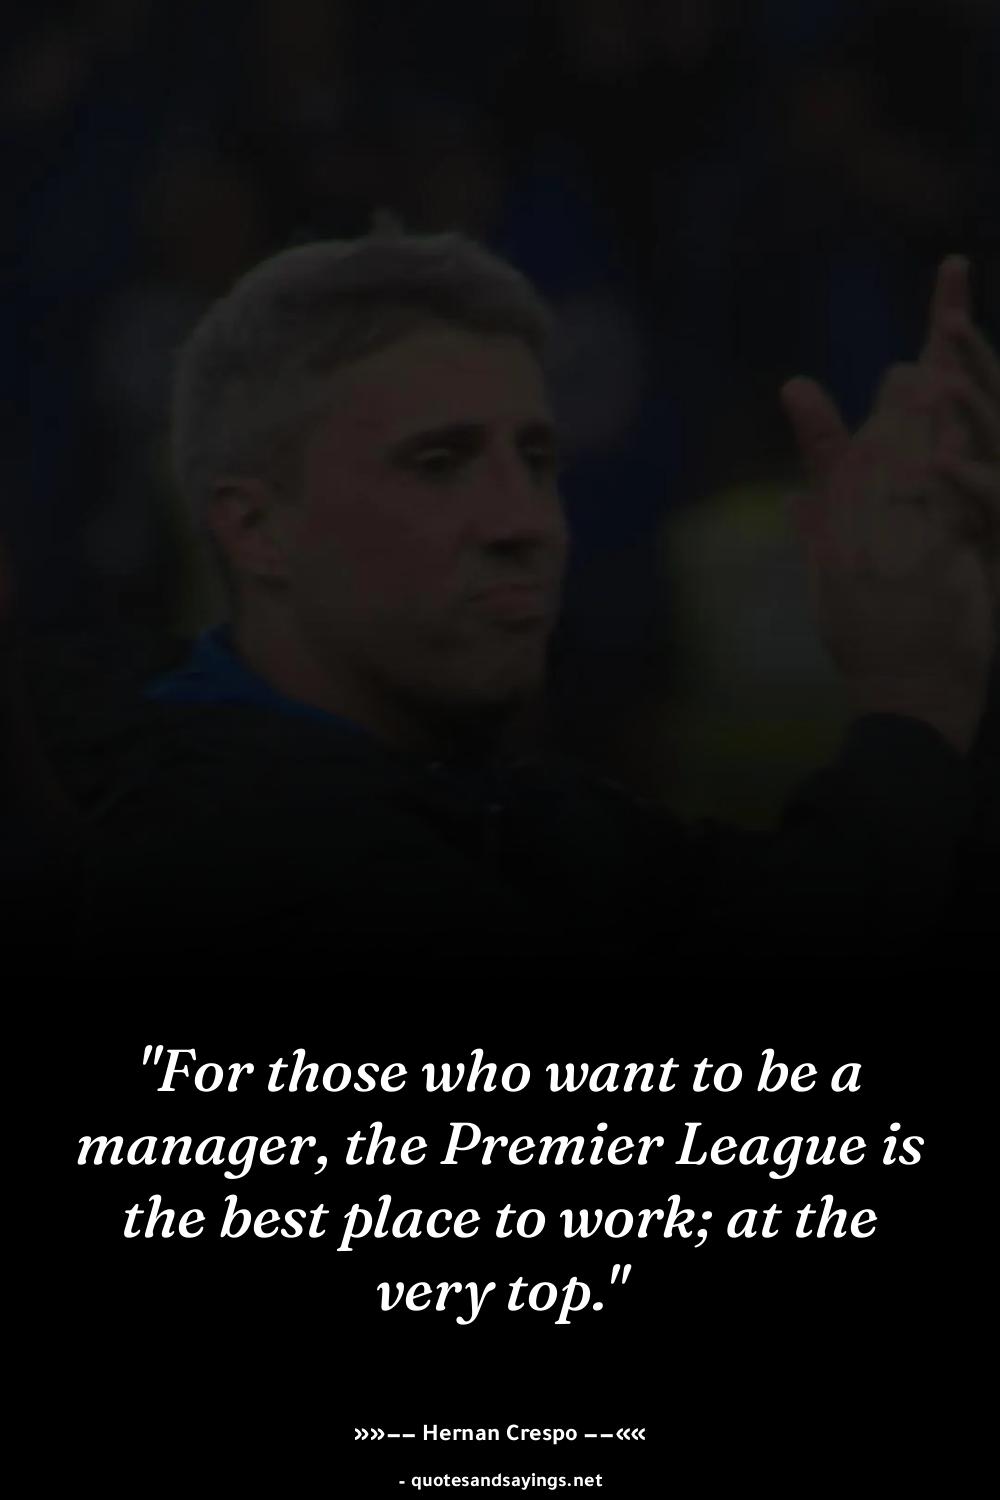 "For those who want to be a
manager, the Premier League is
the best place to work; at the
very top."
»»−− Hernan Crespo −−««
- quotesandsayings.net